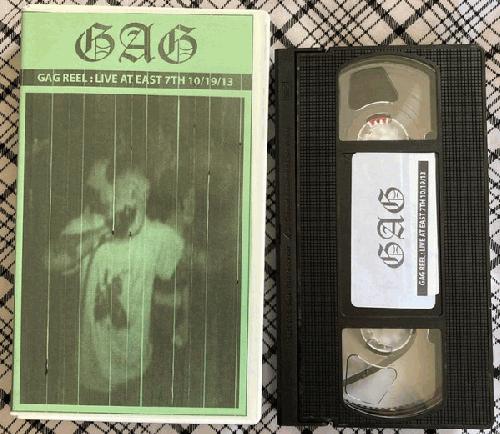 GAG
GAG REEL : LIVE AT EAST 7TH 10/19/13
GAG
GAG REEL : LIVE AT EAST 7TH 10/19/13